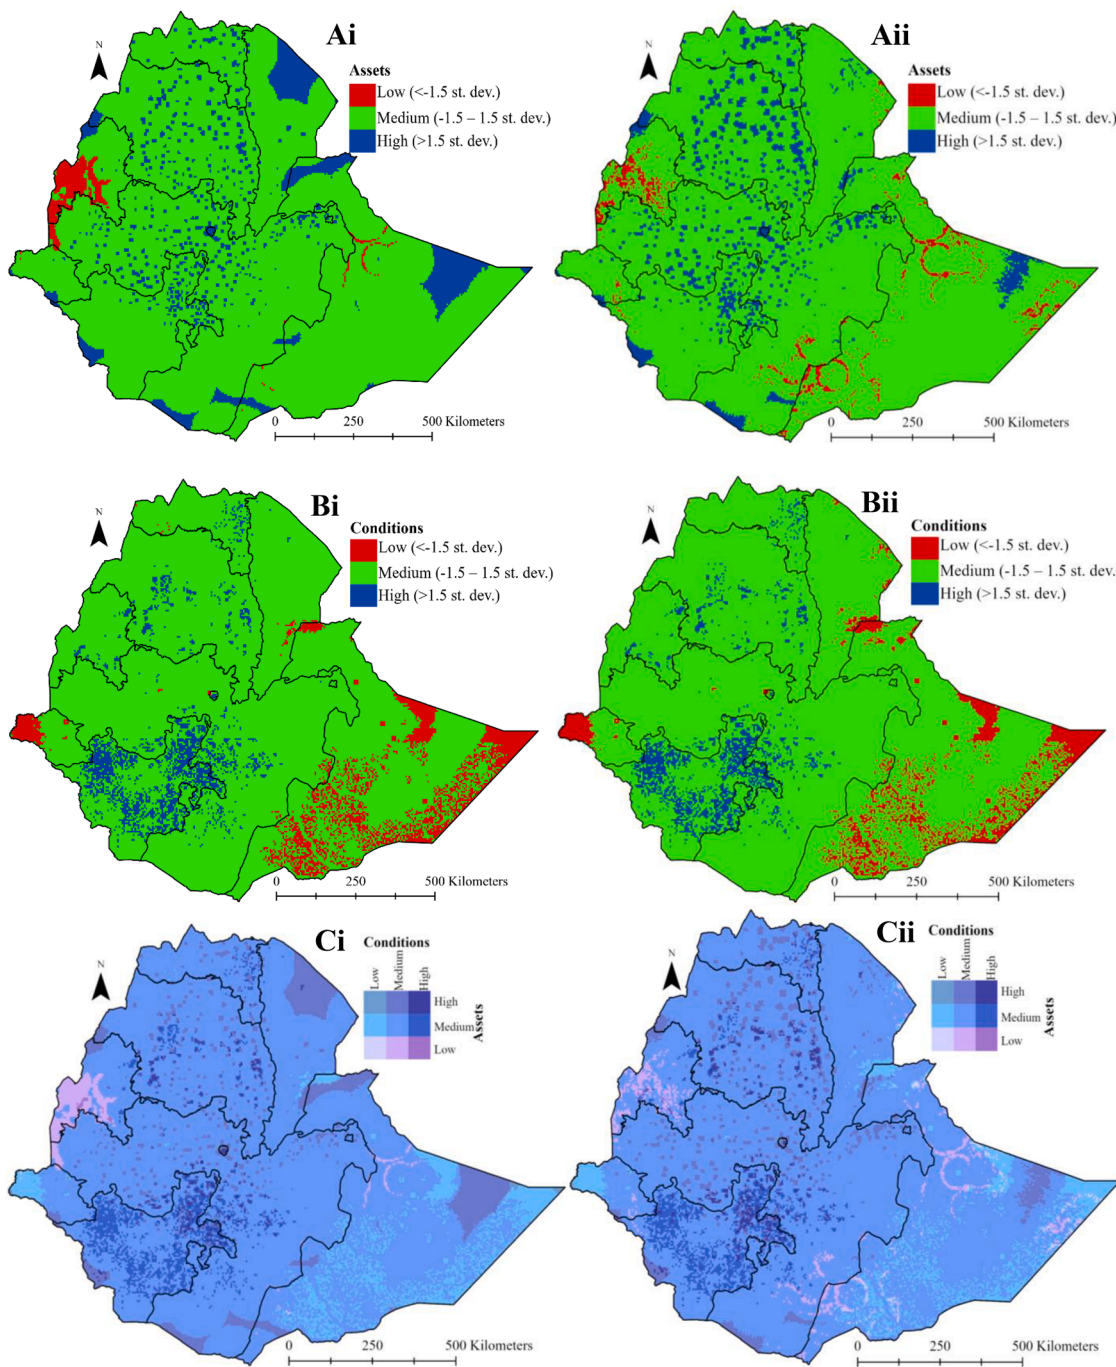 Ai
N
Assets
Low (<-1.5 st. dev.)
Medium (-1.5 – 1.5 st. dev.)
High (>1.5 st. dev.)
0 250 500 Kilometers
Aii
N
Assets
Low (<-1.5 st. dev.)
Medium (-1.5 – 1.5 st. dev.)
High (>1.5 st. dev.)
0 250 500 Kilometers
Bi
N
Conditions
Low (<-1.5 st. dev.)
Medium (-1.5 – 1.5 st. dev.)
High (>1.5 st. dev.)
0 250 500 Kilometers
Bii
N
Conditions
Low (<-1.5 st. dev.)
Medium (-1.5 – 1.5 st. dev.)
High (>1.5 st. dev.)
0 250 500 Kilometers
Ci
N
Conditions
Low
Medium
High
High
Medium
Low
Assets
0 250 500 Kilometers
Cii
N
Conditions
Low
Medium
High
High
Medium
Low
Assets
0 250 500 Kilometers